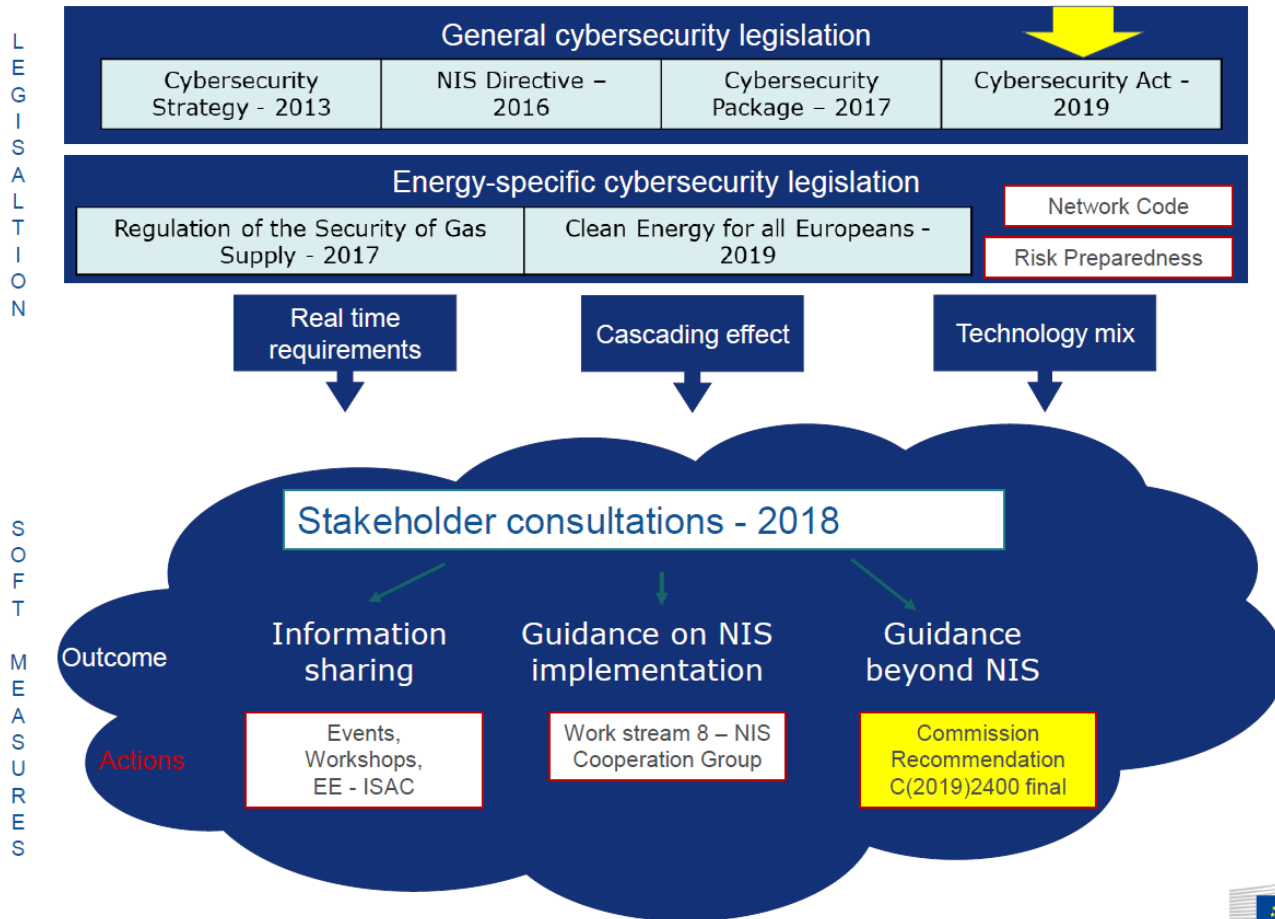 LEGISALTION
General cybersecurity legislation
Cybersecurity
Strategy - 2013
NIS Directive –
2016
Cybersecurity
Package – 2017
Cybersecurity Act -
2019
Energy-specific cybersecurity legislation
Regulation of the Security of Gas
Supply - 2017
Clean Energy for all Europeans -
2019
Network Code
Risk Preparedness
Real time
requirements
Cascading effect
Technology mix
SOFT MEASURES
Stakeholder consultations - 2018
Outcome
Information
sharing
Guidance on NIS
implementation
Guidance
beyond NIS
Actions
Events,
Workshops,
EE - ISAC
Work stream 8 – NIS
Cooperation Group
Commission
Recommendation
C(2019)2400 final